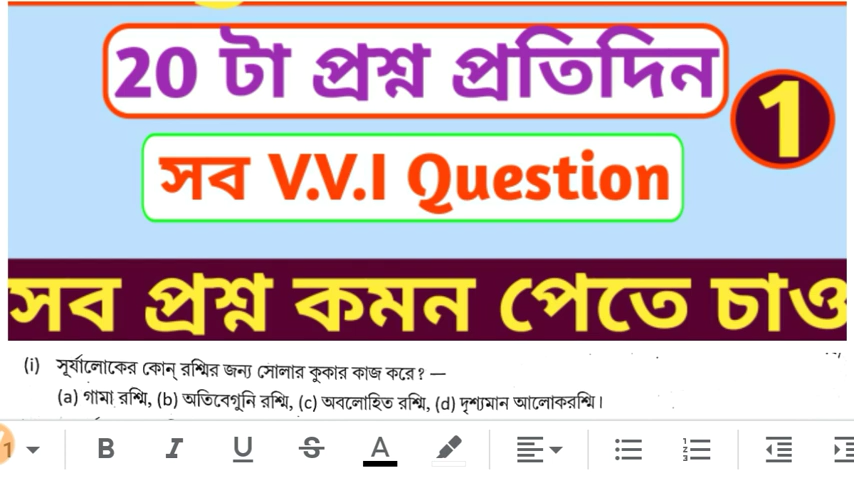 20 টা প্রশ্ন প্রতিদিন
1
সব V.V.I Question
সব প্রশ্ন কমন পেতে চাও
(i) সূর্যালোকের কোন্ রশ্মির জন্য সোলার কুকার কাজ করে? —
(a) গামা রশ্মি, (b) অতিবেগুনি রশ্মি, (c) অবলোহিত রশ্মি, (d) দৃশ্যমান আলোকরশ্মি।
1 B I U S A